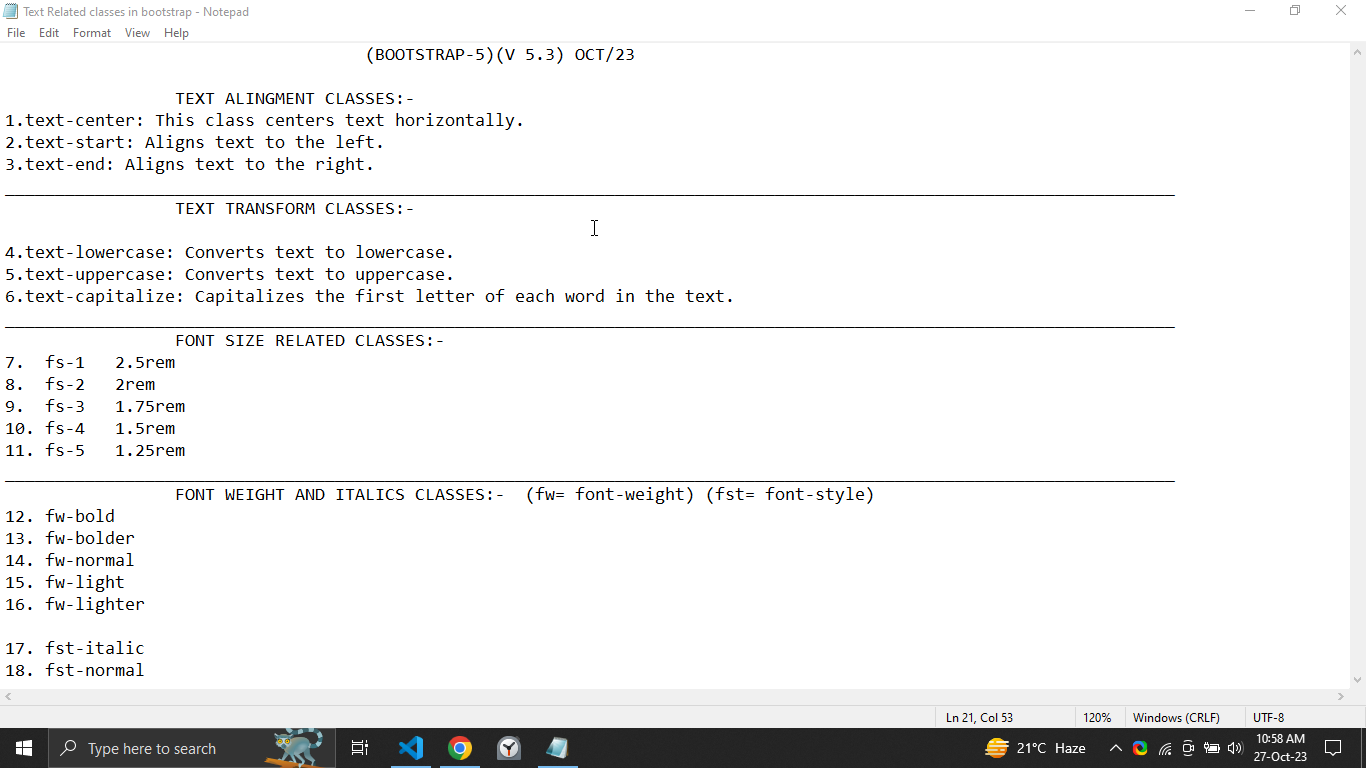 Text Related classes in bootstrap - Notepad
File Edit Format View Help
(BOOTSTRAP-5)(V 5.3) OCT/23
TEXT ALINGMENT CLASSES:-
1.text-center: This class centers text horizontally.
2.text-start: Aligns text to the left.
3.text-end: Aligns text to the right.
TEXT TRANSFORM CLASSES:-
4.text-lowercase: Converts text to lowercase.
5.text-uppercase: Converts text to uppercase.
6.text-capitalize: Capitalizes the first letter of each word in the text.
FONT SIZE RELATED CLASSES:-
7. fs-1 2.5rem
8. fs-2 2rem
9. fs-3 1.75rem
10. fs-4 1.5rem
11. fs-5 1.25rem
FONT WEIGHT AND ITALICS CLASSES:- (fw= font-weight) (fst= font-style)
12. fw-bold
13. fw-bolder
14. fw-normal
15. fw-light
16. fw-lighter
17. fst-italic
18. fst-normal
Ln 21, Col 53 120% Windows (CRLF) UTF-8
Type here to search
21°C Haze
10:58 AM
27-Oct-23